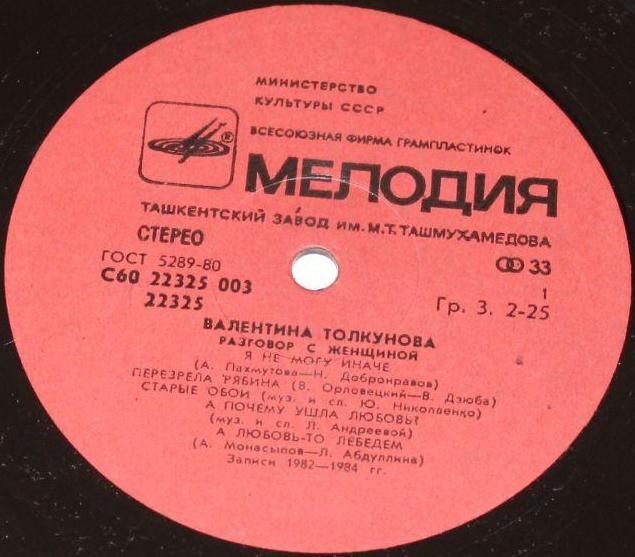 МИНИСТЕРСТВО
КУЛЬТУРЫ СССР
ВСЕСОЮЗНАЯ ФИРМА ГРАМПЛАСТИНОК
®
МЕЛОДИЯ
ТАШКЕНТСКИЙ ЗАВОД ИМ. М.Т.ТАШМУХАМЕДОВА
СТЕРЕО
33
ГОСТ 5289-80
С60 22325 003
22325
1
Гр. 3. 2-25
ВАЛЕНТИНА ТОЛКУНОВА
РАЗГОВОР С ЖЕНЩИНОЙ
Я НЕ МОГУ ИНАЧЕ
(А. Пахмутова—Н. Добронравов)
ПЕРЕЗРЕЛА РЯБИНА (В. Орловецкий—В. Дзюба)
СТАРЫЕ ОБОИ (муз. и сл. Ю. Николаенко)
А ПОЧЕМУ УШЛА ЛЮБОВЬ?
(муз. и сл. Л. Андреевой)
А ЛЮБОВЬ-ТО ЛЕБЕДЕМ
(А. Монасыпов—Л. Абдуллина)
Записи 1982—1984 гг.